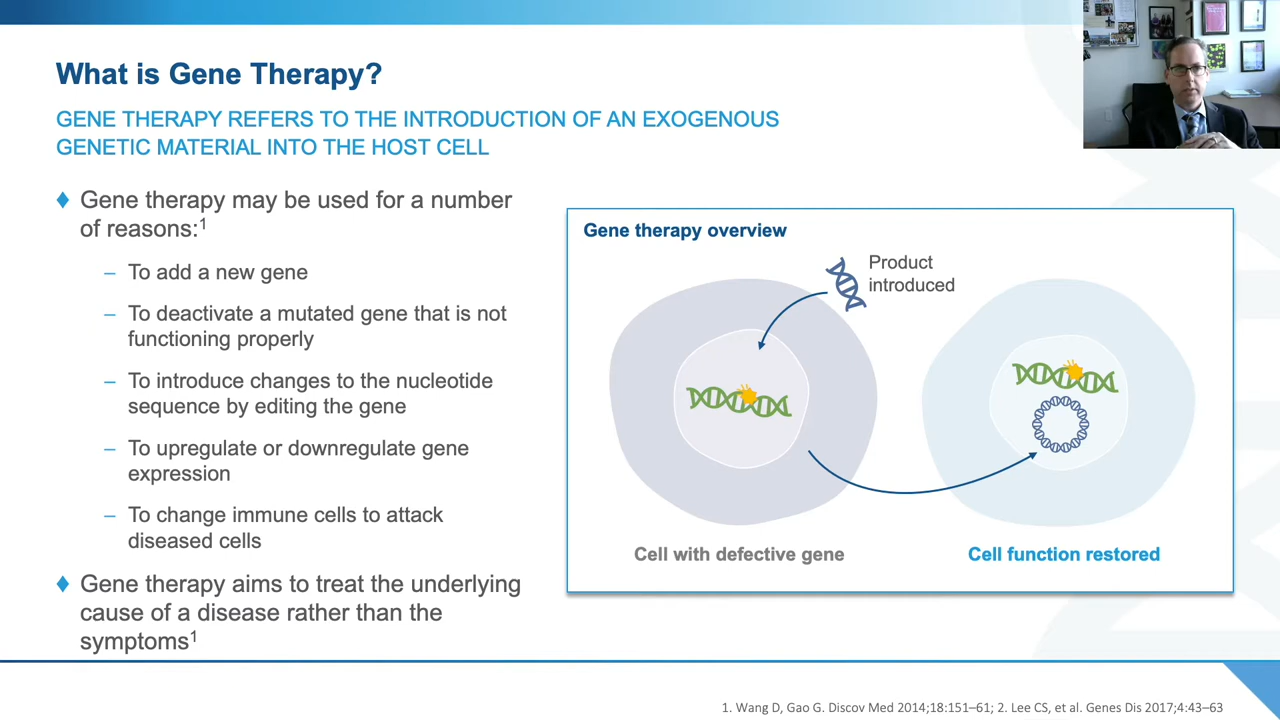 What is Gene Therapy?
GENE THERAPY REFERS TO THE INTRODUCTION OF AN EXOGENOUS
GENETIC MATERIAL INTO THE HOST CELL
♦ Gene therapy may be used for a number
of reasons:¹
– To add a new gene
– To deactivate a mutated gene that is not
functioning properly
– To introduce changes to the nucleotide
sequence by editing the gene
– To upregulate or downregulate gene
expression
– To change immune cells to attack
diseased cells
♦ Gene therapy aims to treat the underlying
cause of a disease rather than the
symptoms¹
Gene therapy overview
Product
introduced
Cell with defective gene
Cell function restored
1. Wang D, Gao G. Discov Med 2014;18:151–61; 2. Lee CS, et al. Genes Dis 2017;4:43–63